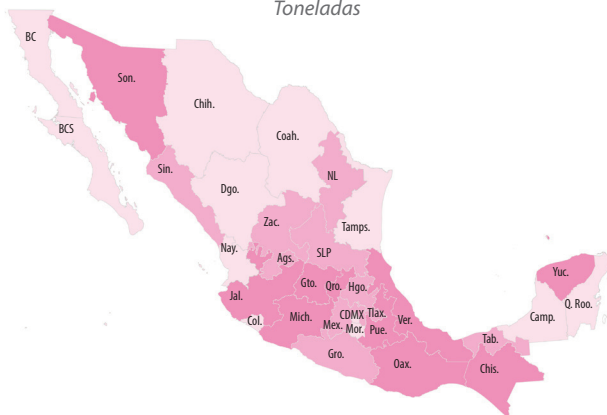 Toneladas
BC
Son.
Chih.
BCS
Coah.
Sin.
NL
Dgo.
Zac.
Tamps.
Nay.
Ags.
SLP
Yuc.
Gto.
Qro.
Hgo.
Jal.
Q. Roo.
Col.
Mich.
CDMX
Tlax.
Ver.
Camp.
Mex.
Mor.
Pue.
Tab.
Gro.
Oax.
Chis.